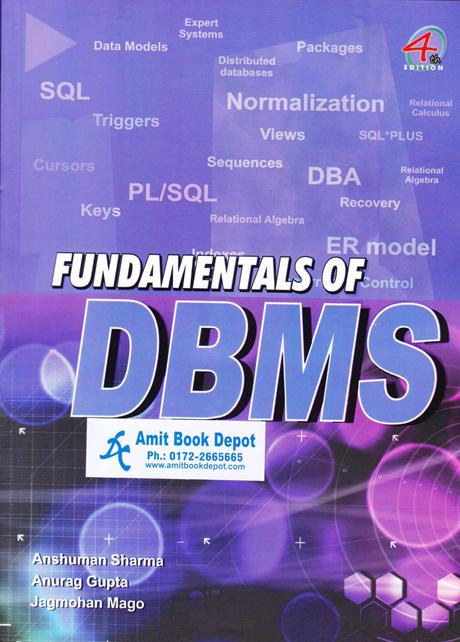 Expert
Systems
Data Models
Packages
Distributed
databases
4th
EDITION
SQL
Normalization
Relational
Calculus
Triggers
Views
SQL*PLUS
Cursors
Sequences
DBA
Relational
Algebra
PL/SQL
Recovery
Keys
Relational Algebra
Indexes
ER model
Control
FUNDAMENTALS OF
DBMS
Amit Book Depot
Ph.: 0172-2665665
www.amitbookdepot.com
Anshuman Sharma
Anurag Gupta
Jagmohan Mago